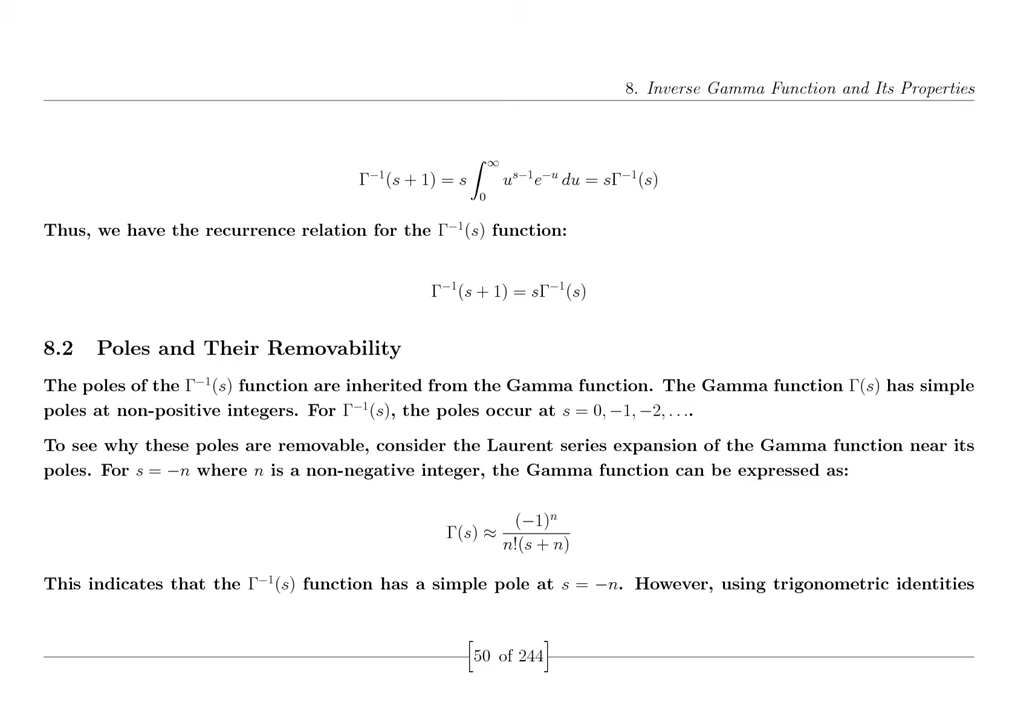 8. Inverse Gamma Function and Its Properties
Γ⁻¹(s + 1) = s ∫₀^∞ uˢ⁻¹e⁻ᵘ du = sΓ⁻¹(s)
Thus, we have the recurrence relation for the Γ⁻¹(s) function:
Γ⁻¹(s + 1) = sΓ⁻¹(s)
8.2 Poles and Their Removability
The poles of the Γ⁻¹(s) function are inherited from the Gamma function. The Gamma function Γ(s) has simple
poles at non-positive integers. For Γ⁻¹(s), the poles occur at s = 0, −1, −2, . . ..
To see why these poles are removable, consider the Laurent series expansion of the Gamma function near its
poles. For s = −n where n is a non-negative integer, the Gamma function can be expressed as:
Γ(s) ≈ (−1)ⁿ / n!(s + n)
This indicates that the Γ⁻¹(s) function has a simple pole at s = −n. However, using trigonometric identities
[50 of 244]